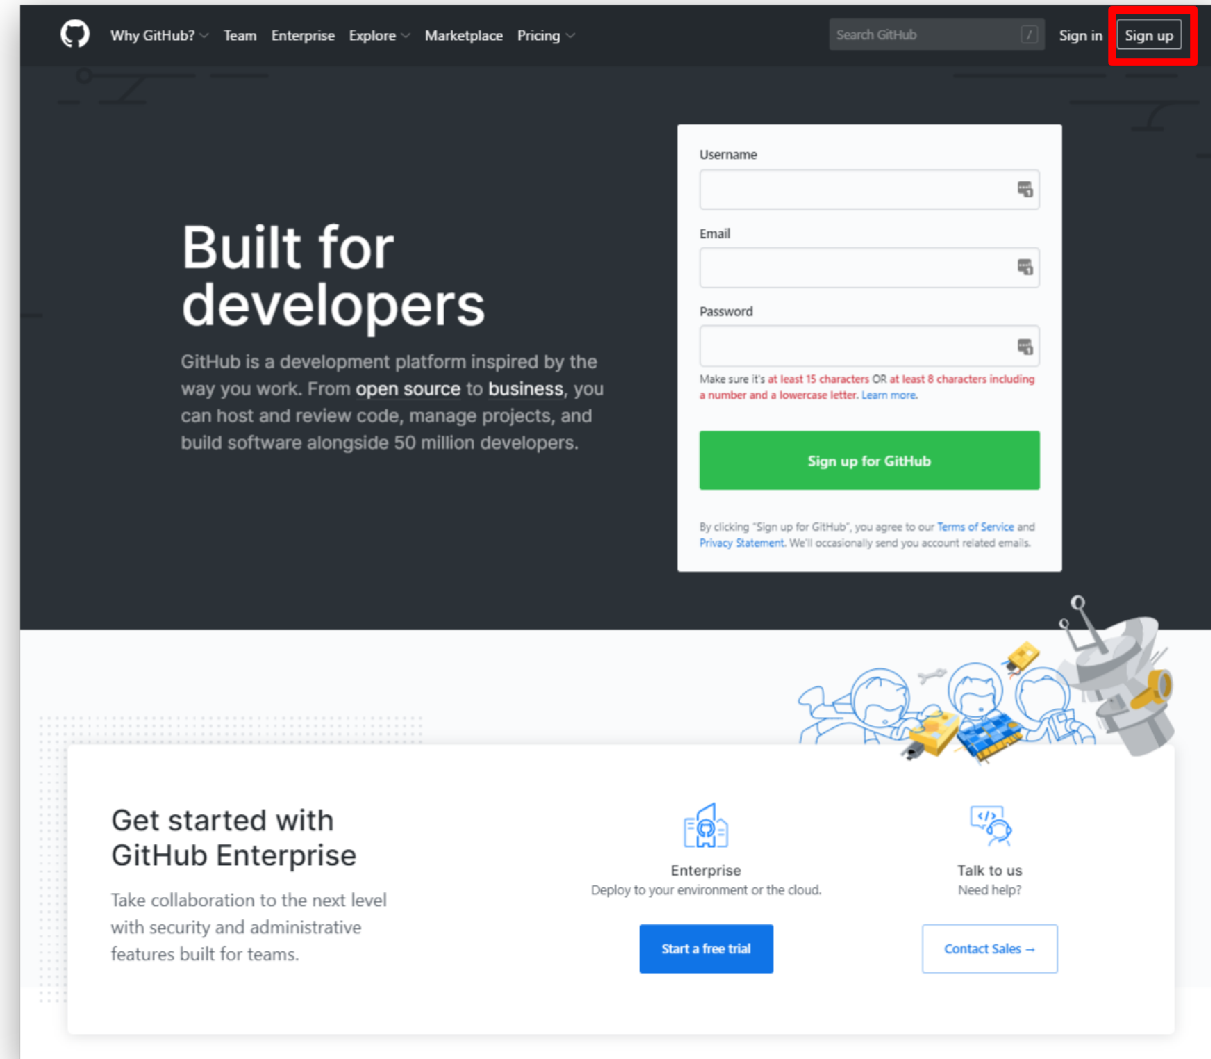 Why GitHub? Team Enterprise Explore Marketplace Pricing Search GitHub / Sign in Sign up
Built for
developers
GitHub is a development platform inspired by the
way you work. From open source to business, you
can host and review code, manage projects, and
build software alongside 50 million developers.
Username
Email
Password
Make sure it's at least 15 characters OR at least 8 characters including
a number and a lowercase letter. Learn more.
Sign up for GitHub
By clicking "Sign up for GitHub", you agree to our Terms of Service and
Privacy Statement. We'll occasionally send you account related emails.
Get started with
GitHub Enterprise
Take collaboration to the next level
with security and administrative
features built for teams.
Enterprise
Deploy to your environment or the cloud.
Start a free trial
Talk to us
Need help?
Contact Sales →